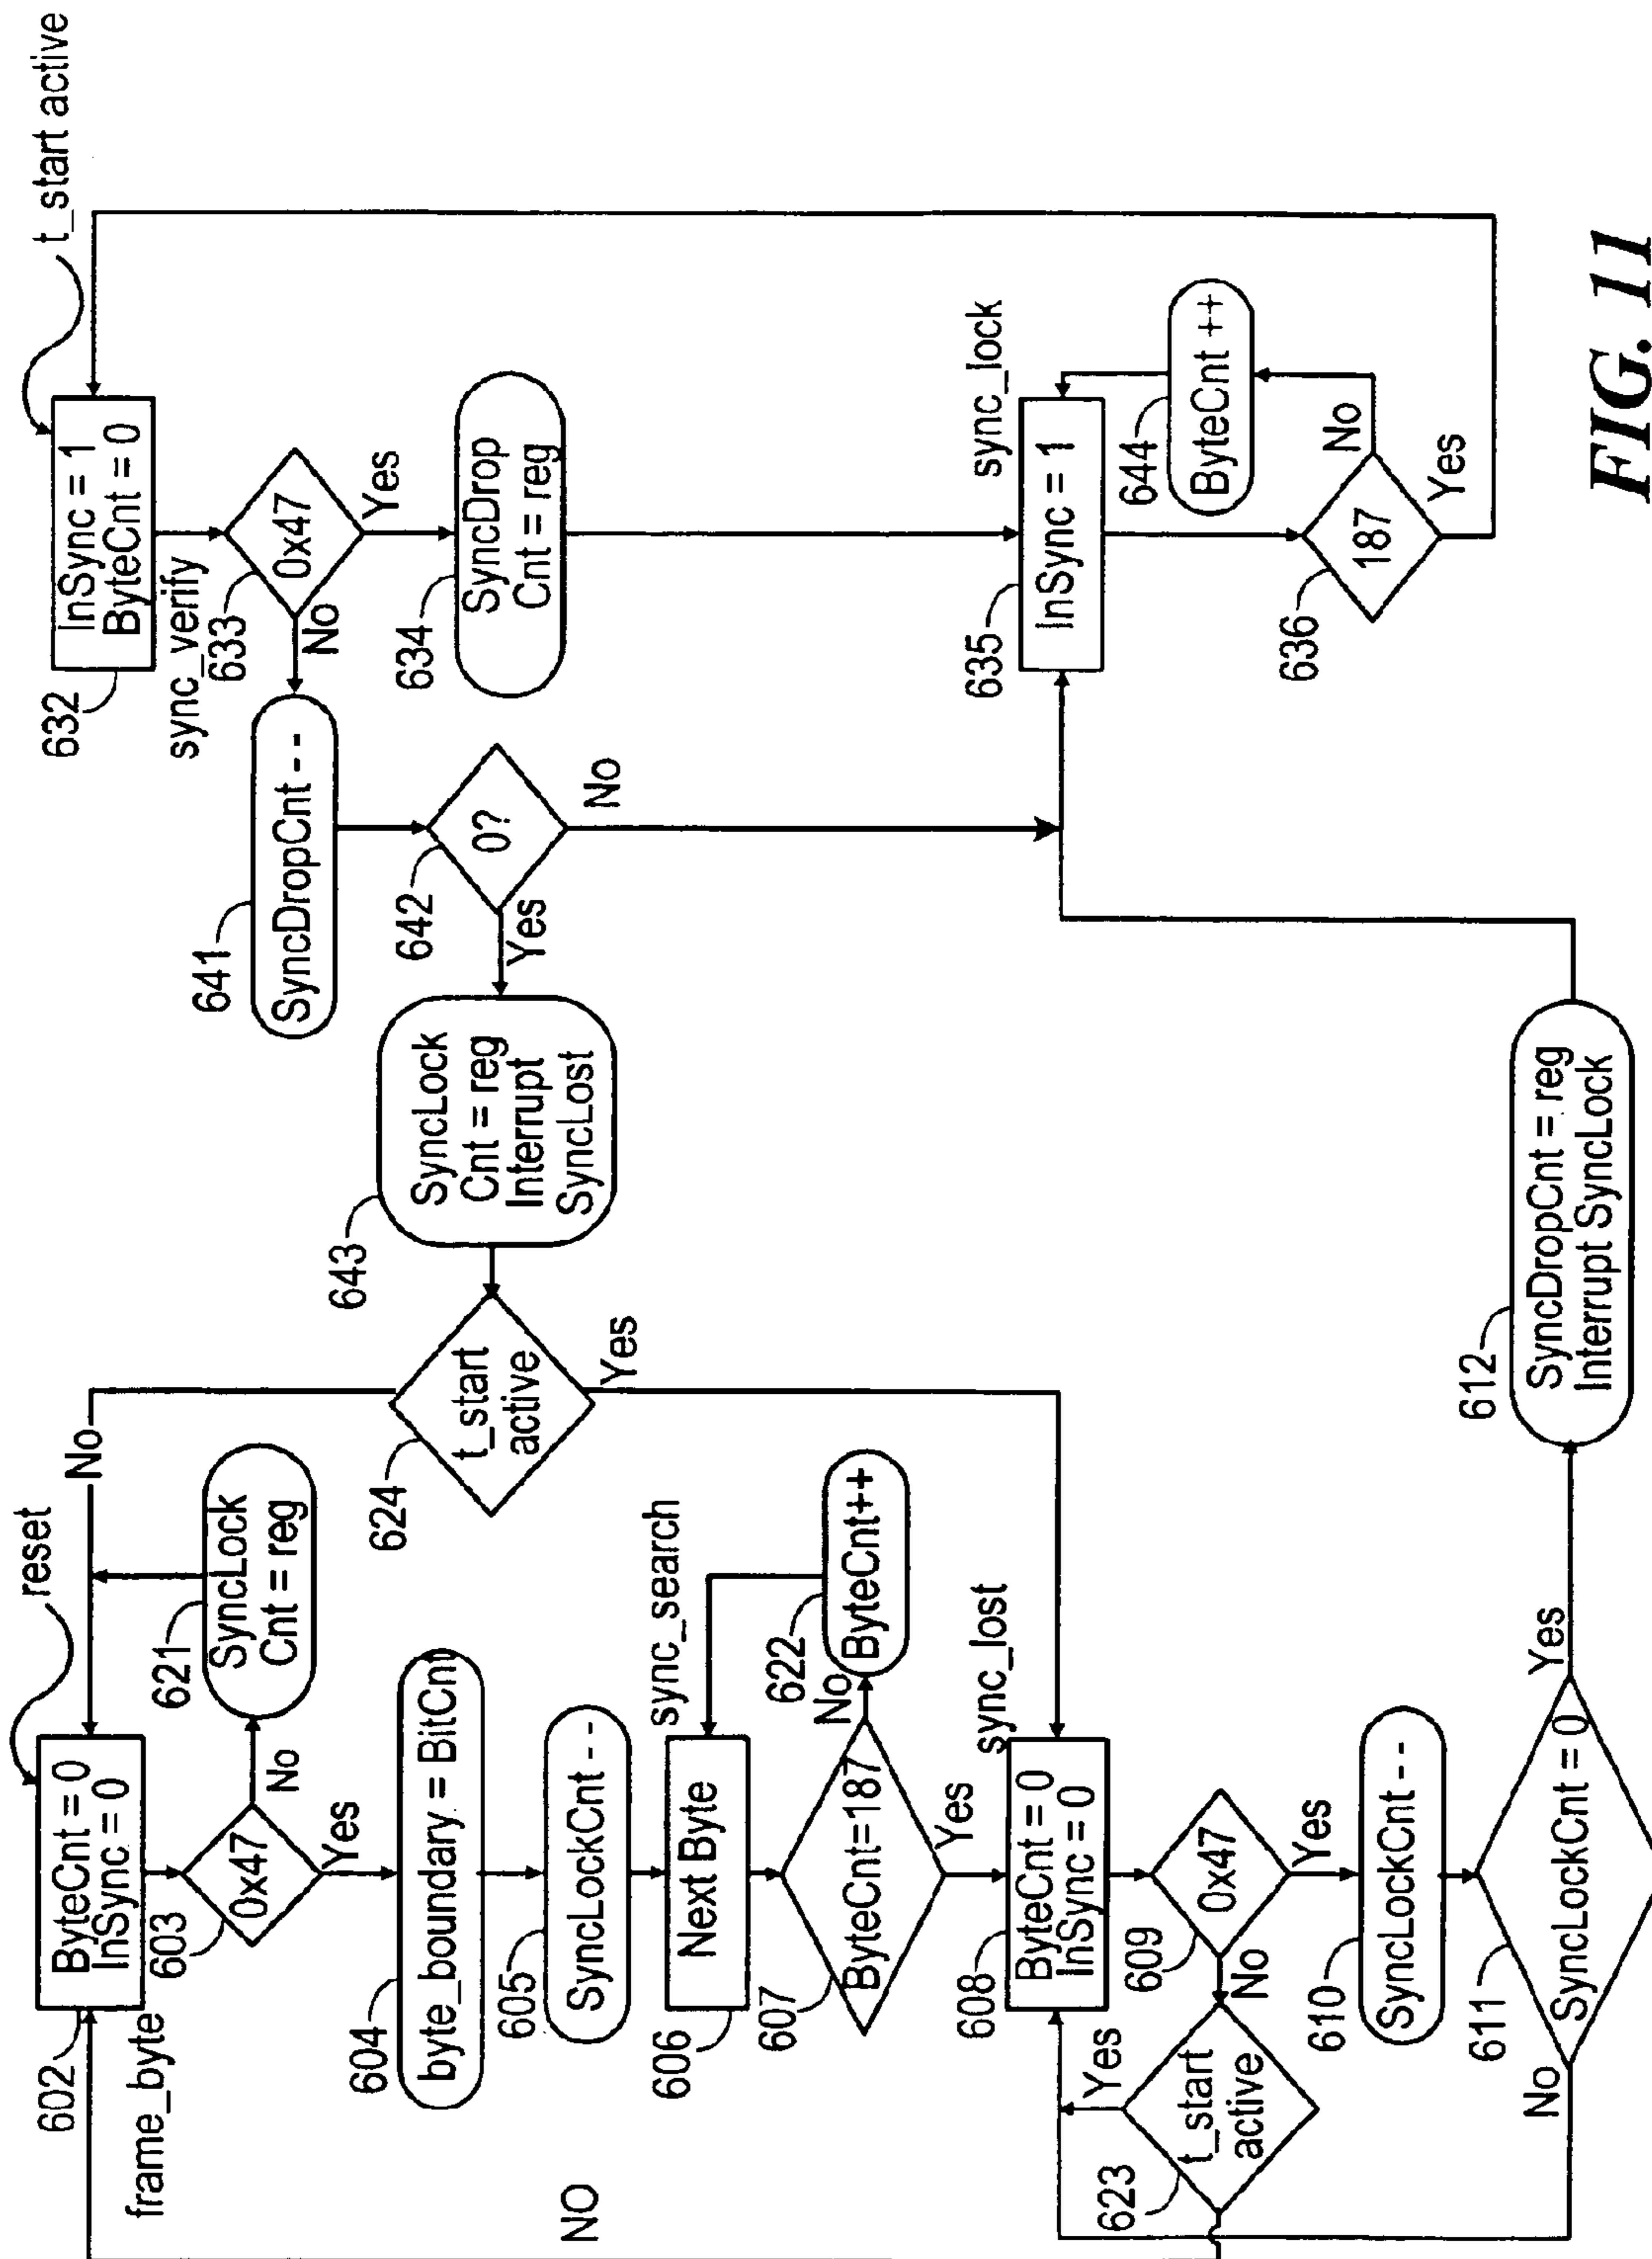 reset
602
ByteCnt = 0
InSync = 0
frame_byte
603
0x47
No
Yes
621
SyncLock
Cnt = reg
No
604
byte_boundary = BitCnt
605
SyncLockCnt - -
sync_search
606
Next Byte
607
ByteCnt=187
No
622
ByteCnt++
Yes
sync_lost
608
ByteCnt = 0
InSync = 0
609
0x47
No
Yes
623
t_start
active
Yes
NO
610
SyncLockCnt - -
611
SyncLockCnt = 0
No
Yes
612
SyncDropCnt = reg
Interrupt SyncLock
624
t_start
active
Yes
643
SyncLock
Cnt = reg
Interrupt
SyncLost
t_start active
632
InSync = 1
ByteCnt = 0
sync_verify
633
0x47
No
Yes
641
SyncDropCnt - -
642
0?
Yes
No
634
SyncDrop
Cnt = reg
635
InSync = 1
sync_lock
644
ByteCnt ++
636
187
No
Yes
FIG. 11